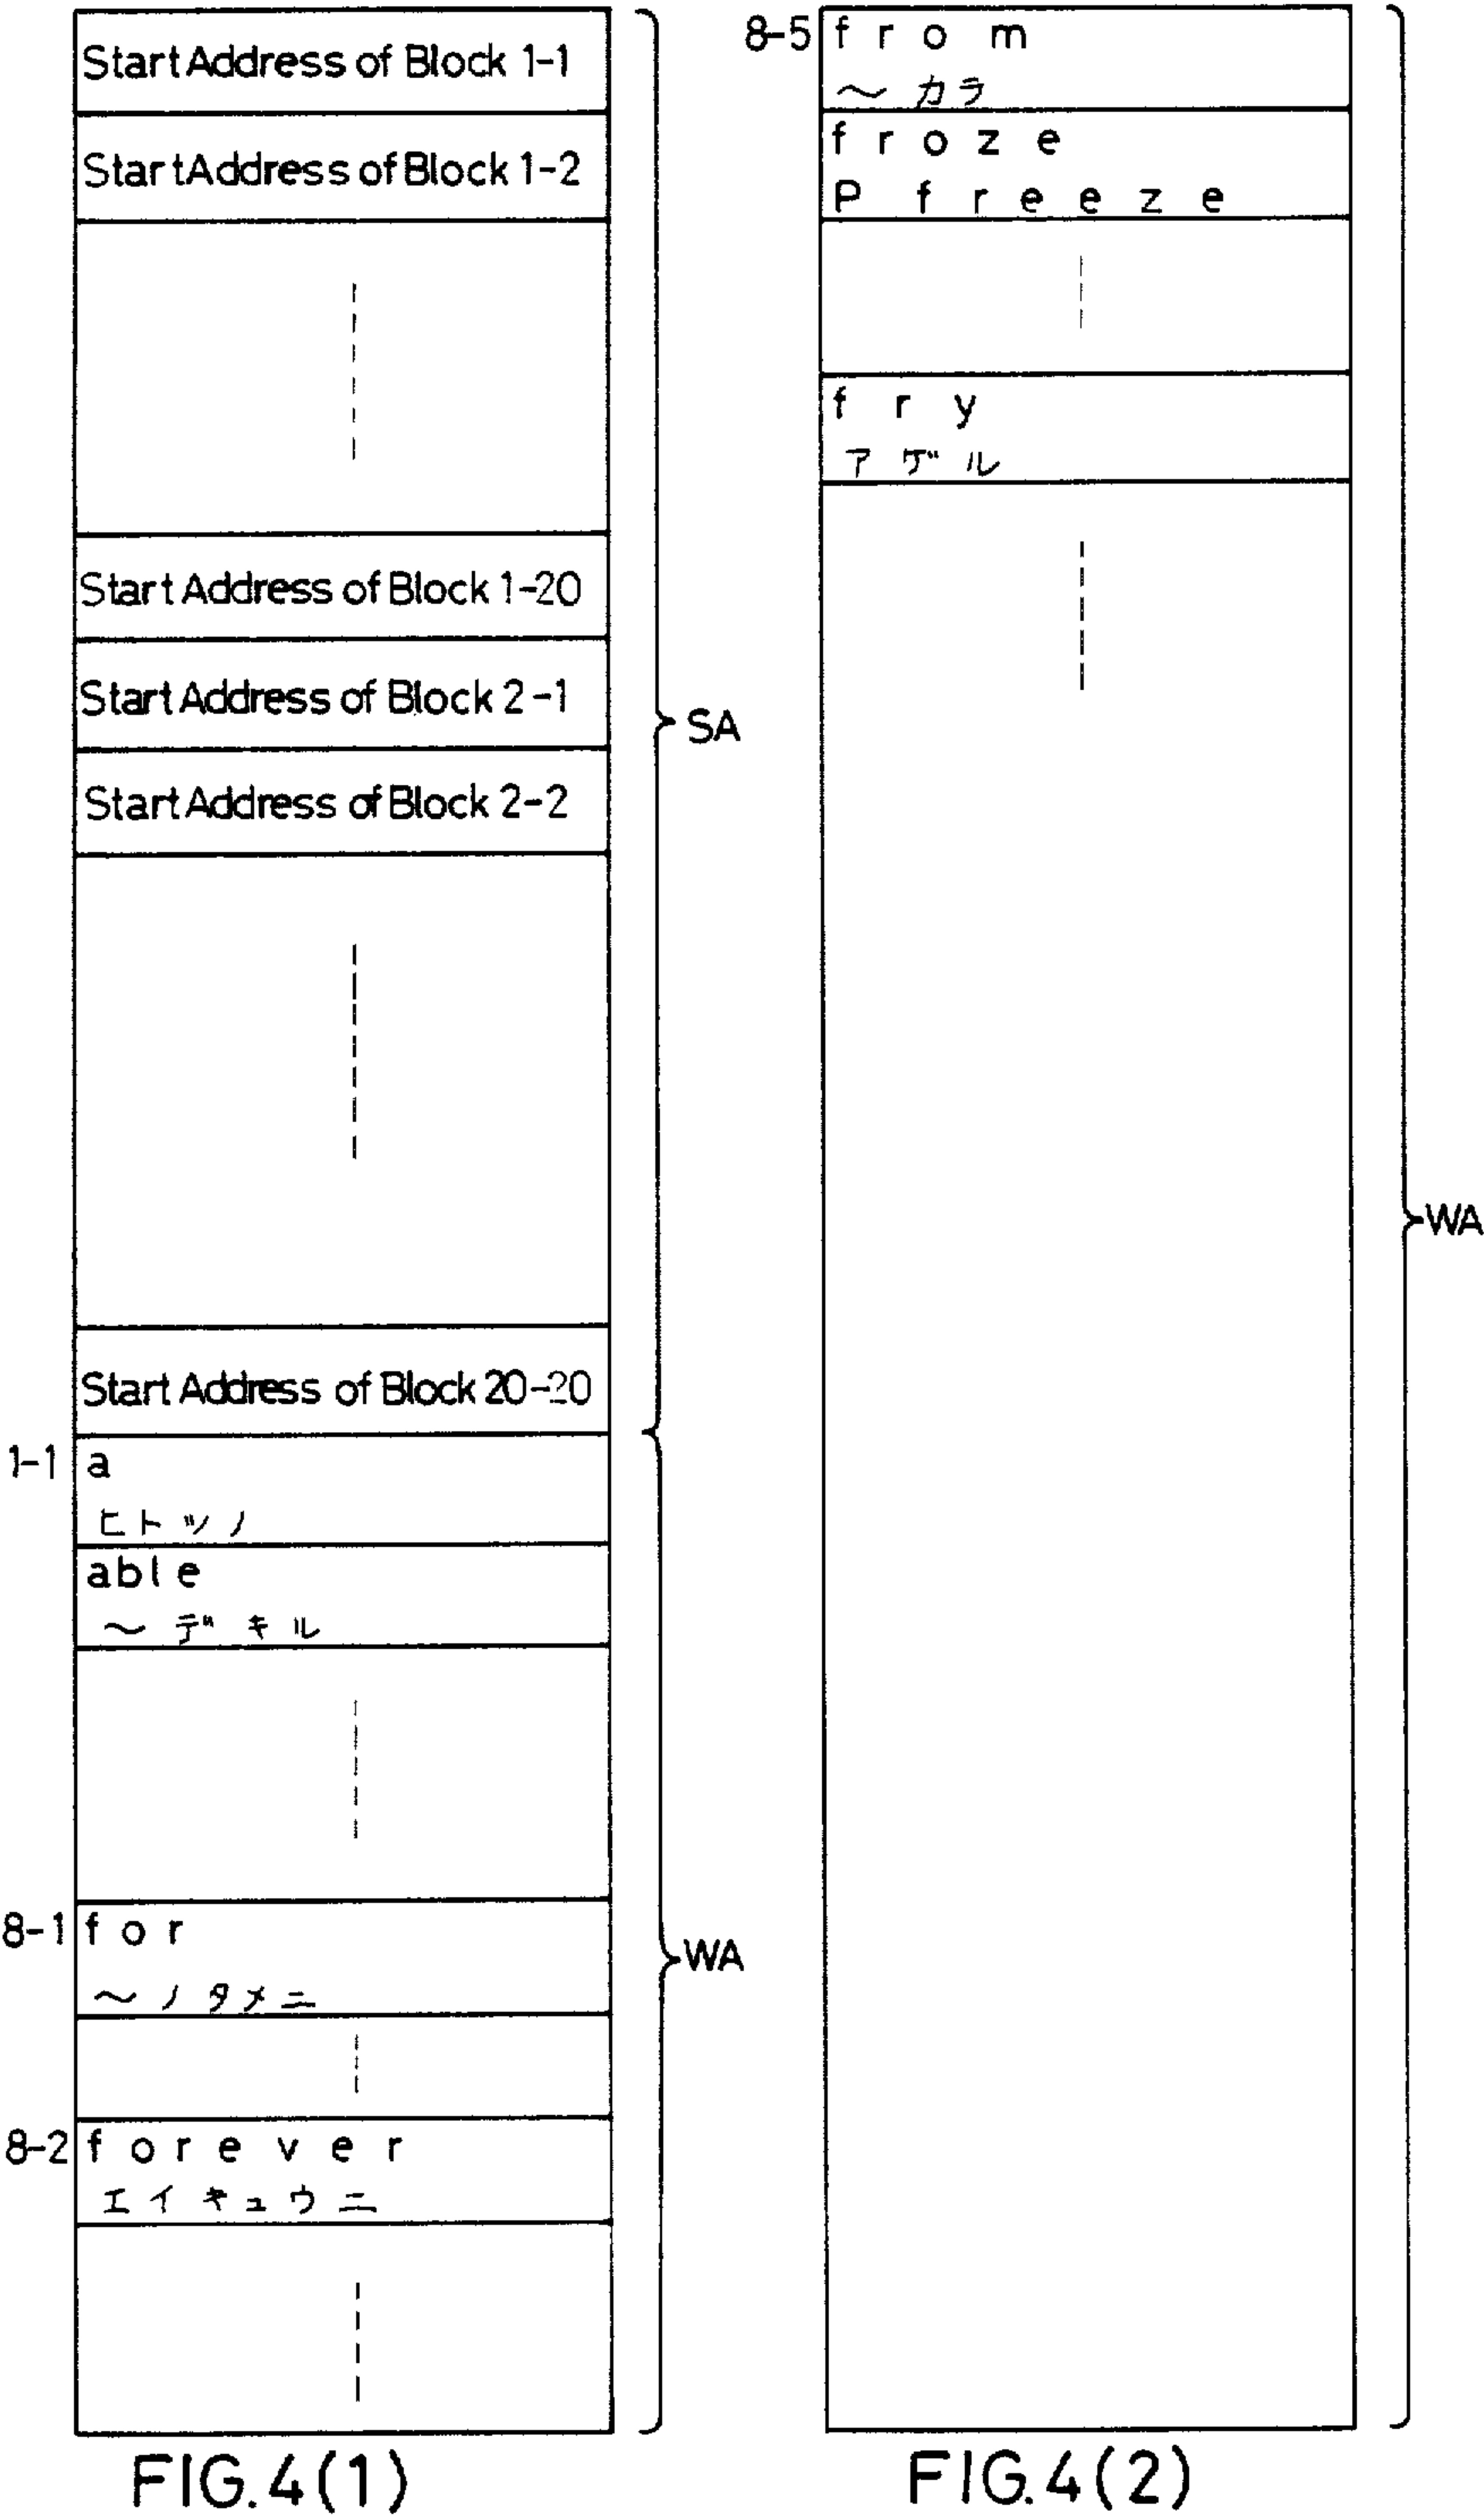 Start Address of Block 1-1
Start Address of Block 1-2
Start Address of Block 1-20
Start Address of Block 2-1
Start Address of Block 2-2
SA
Start Address of Block 20-20
1-1 a
ヒトツノ
able
〜デキル
8-1 for
〜ノタメニ
WA
8-2 forever
エイキュウニ
FIG.4(1)
8-5 from
〜カラ
froze
P freeze
fry
アゲル
WA
FIG.4(2)